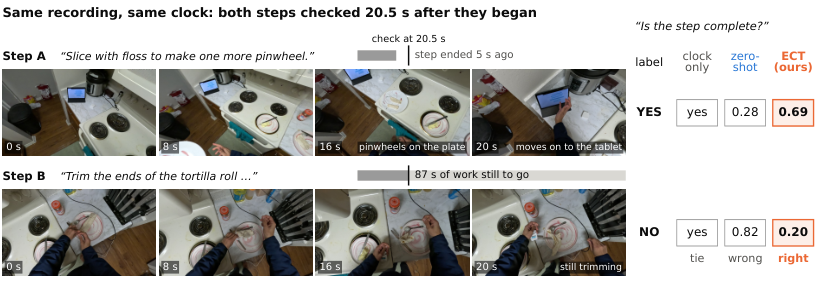 Same recording, same clock: both steps checked 20.5 s after they began
“Is the step complete?”
check at 20.5 s
Step A “Slice with floss to make one more pinwheel.” step ended 5 s ago
label clock only zero-shot ECT (ours)
0 s 8 s 16 s pinwheels on the plate 20 s moves on to the tablet
YES yes 0.28 0.69
Step B “Trim the ends of the tortilla roll ...” 87 s of work still to go
0 s 8 s 16 s 20 s still trimming
NO yes 0.82 0.20
tie wrong right